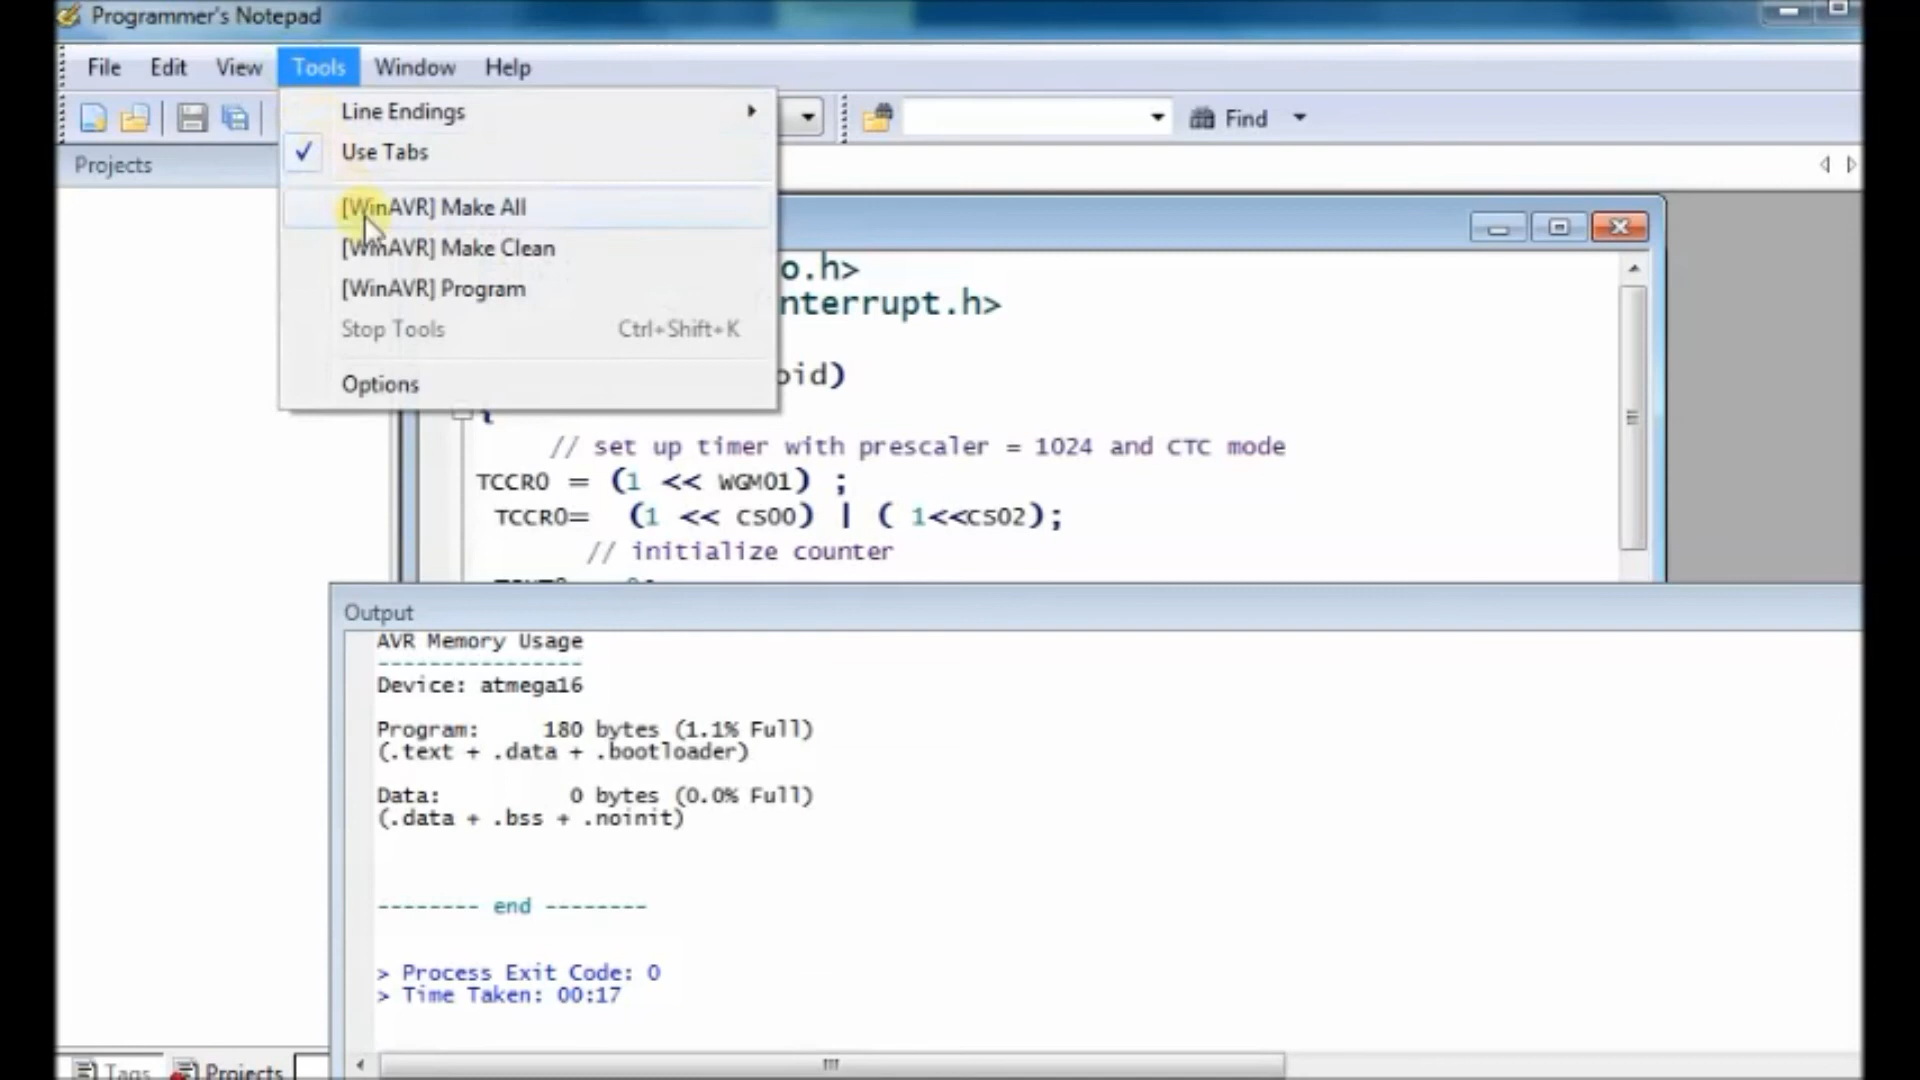 Programmer's Notepad
File Edit View Tools Window Help
Line Endings
Find
Use Tabs
Projects
[WinAVR] Make All
[WinAVR] Make Clean
[WinAVR] Program
Stop Tools Ctrl+Shift+K
Options
o.h>
nterrupt.h>
oid)
{
// set up timer with prescaler = 1024 and CTC mode
TCCR0 = (1 << WGM01) ;
TCCR0= (1 << CS00) | ( 1<<CS02);
// initialize counter
Output
AVR Memory Usage
----------------
Device: atmega16
Program: 180 bytes (1.1% Full)
(.text + .data + .bootloader)
Data: 0 bytes (0.0% Full)
(.data + .bss + .noinit)
-------- end --------
> Process Exit Code: 0
> Time Taken: 00:17
Tags Projects